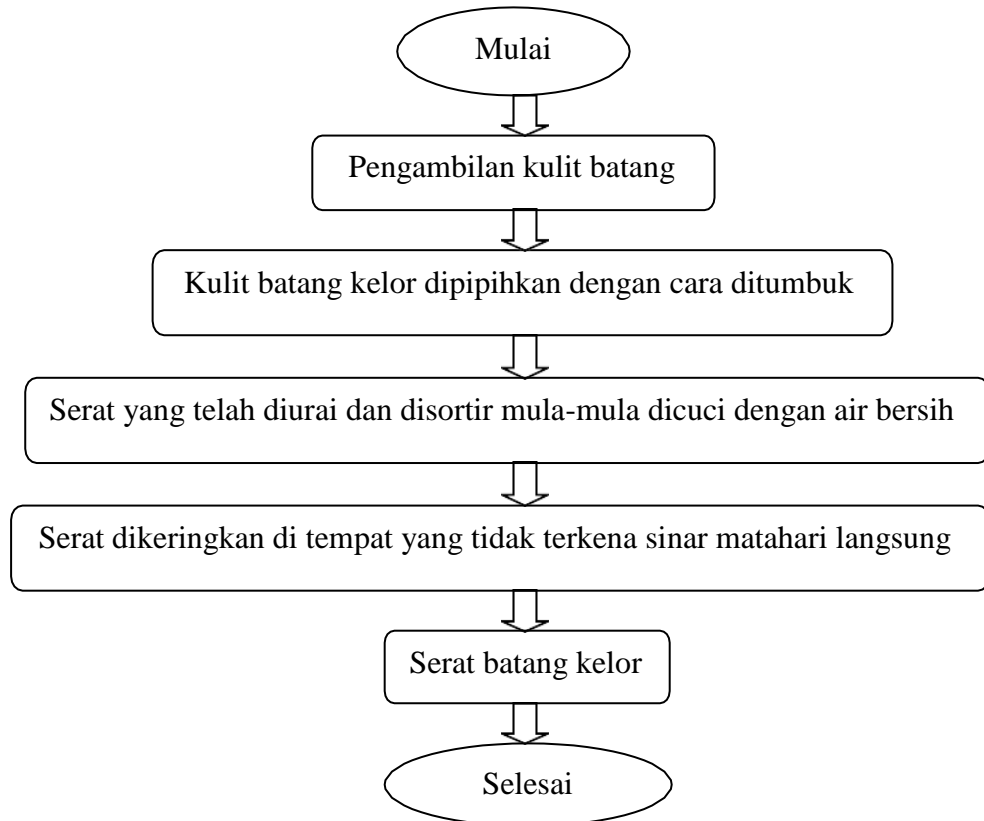 Mulai
Pengambilan kulit batang
Kulit batang kelor dipipihkan dengan cara ditumbuk
Serat yang telah diurai dan disortir mula-mula dicuci dengan air bersih
Serat dikeringkan di tempat yang tidak terkena sinar matahari langsung
Serat batang kelor
Selesai